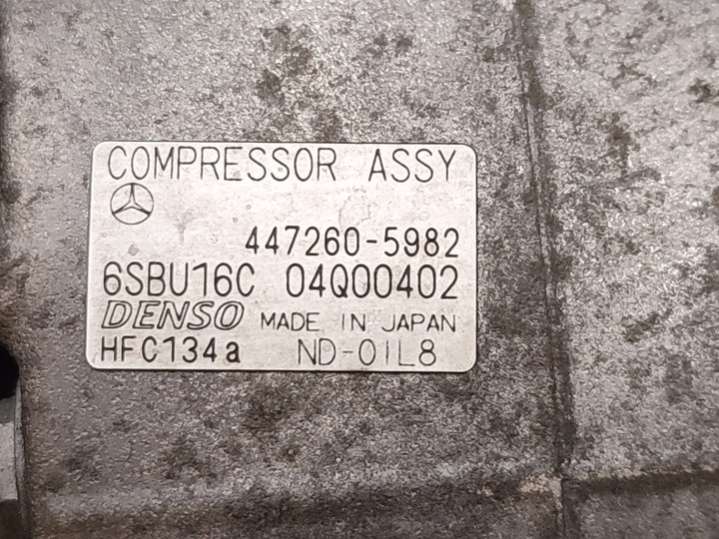 COMPRESSOR ASSY
447260-5982
6SBU16C 04Q00402
DENSO MADE IN JAPAN
HFC134a ND-OIL8